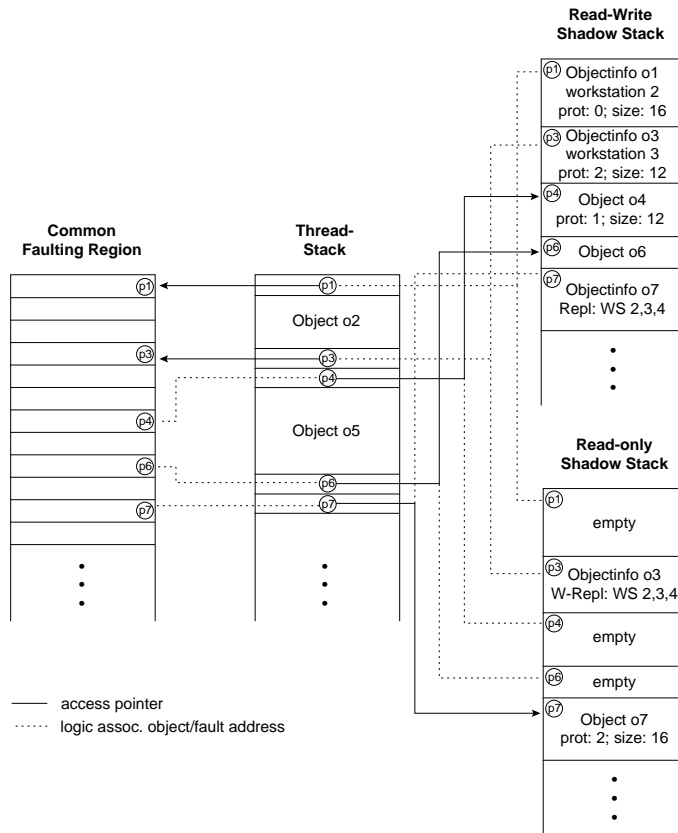 Read-Write
Shadow Stack
p1
Objectinfo o1
workstation 2
prot: 0; size: 16
p3
Objectinfo o3
workstation 3
prot: 2; size: 12
p4
Object o4
prot: 1; size: 12
p6
Object o6
p7
Objectinfo o7
Repl: WS 2,3,4
Common
Faulting Region
p1
p3
p4
p6
p7
Thread-
Stack
p1
Object o2
p3
p4
Object o5
p6
p7
Read-only
Shadow Stack
p1
empty
p3
Objectinfo o3
W-Repl: WS 2,3,4
p4
empty
p6
empty
p7
Object o7
prot: 2; size: 16
access pointer
logic assoc. object/fault address